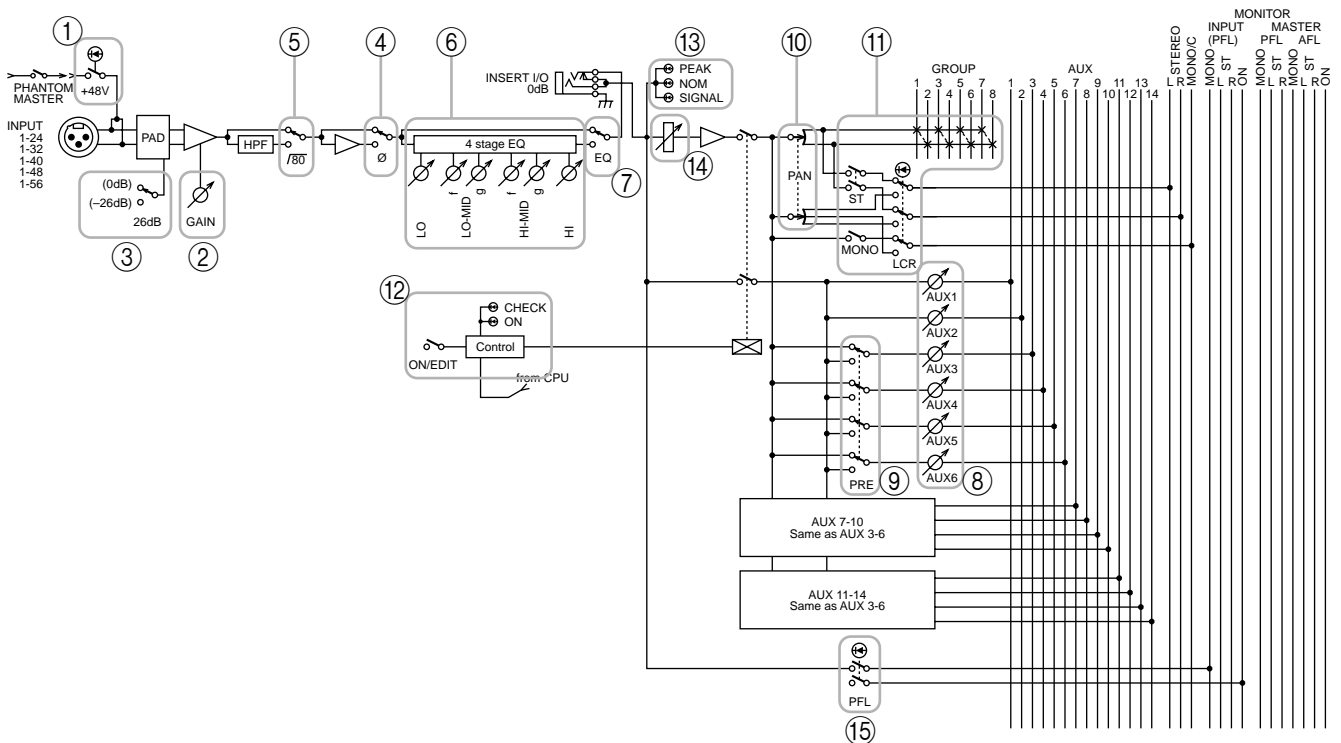 MONITOR
INPUT MASTER
(PFL) PFL AFL
STEREO
L R
MONO/C
MONO
ST
L R
ON
MONO
ST
L R
MONO
ST
L R
ON
GROUP
1 3 5 7
2 4 6 8
AUX
1 3 5 7 9 11 13
2 4 6 8 10 12 14
1
5
4
6
13
10
11
PHANTOM
MASTER
+48V
INSERT I/O
0dB
PEAK
NOM
SIGNAL
INPUT
1-24
1-32
1-40
1-48
1-56
PAD
HPF
/80
Ø
4 stage EQ
EQ
7
14
PAN
ST
MONO
LCR
(0dB)
(–26dB)
26dB
GAIN
3
2
LO
f
LO-MID
g
f
HI-MID
g
HI
12
CHECK
ON
Control
ON/EDIT
from CPU
AUX1
AUX2
AUX3
AUX4
AUX5
AUX6
PRE
9
8
AUX 7-10
Same as AUX 3-6
AUX 11-14
Same as AUX 3-6
PFL
15